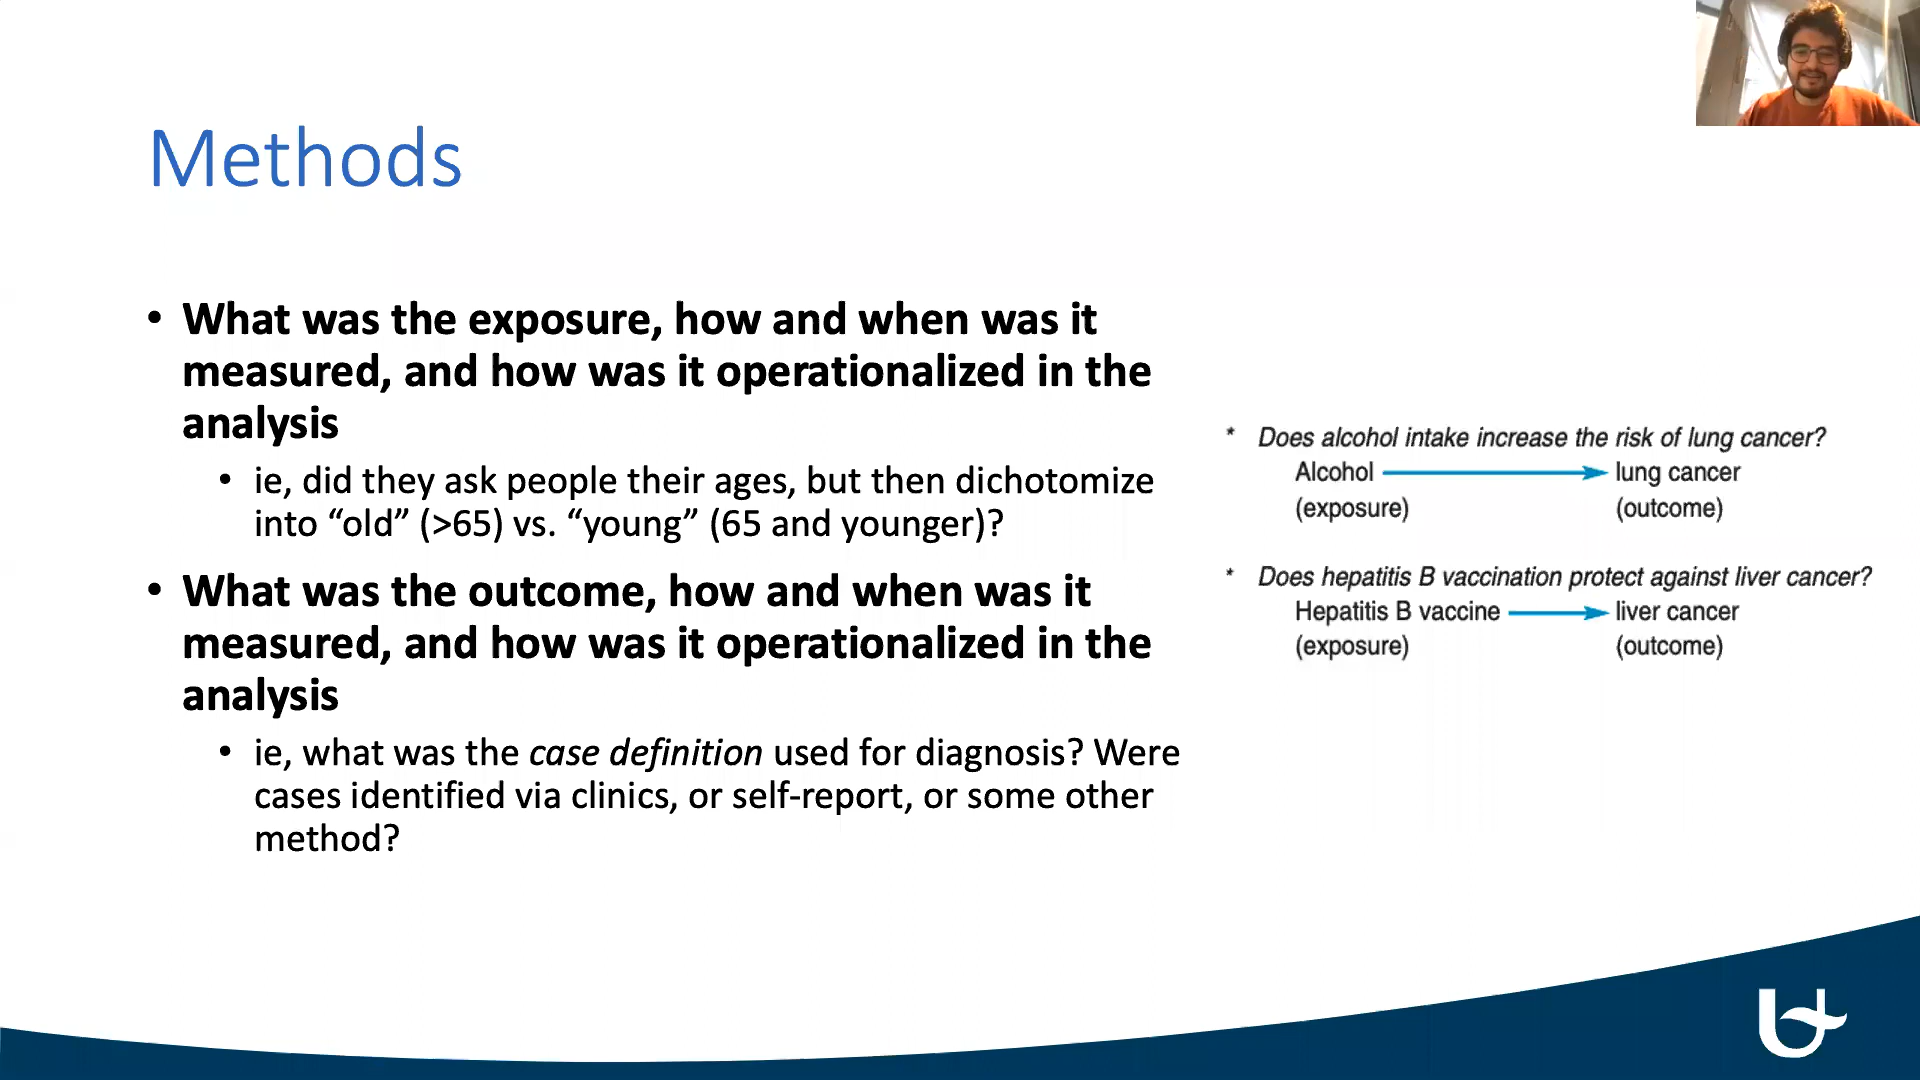 Methods
• What was the exposure, how and when was it
measured, and how was it operationalized in the
analysis
• ie, did they ask people their ages, but then dichotomize
into “old” (>65) vs. “young” (65 and younger)?
• What was the outcome, how and when was it
measured, and how was it operationalized in the
analysis
• ie, what was the case definition used for diagnosis? Were
cases identified via clinics, or self-report, or some other
method?
* Does alcohol intake increase the risk of lung cancer?
Alcohol lung cancer
(exposure) (outcome)
* Does hepatitis B vaccination protect against liver cancer?
Hepatitis B vaccine liver cancer
(exposure) (outcome)